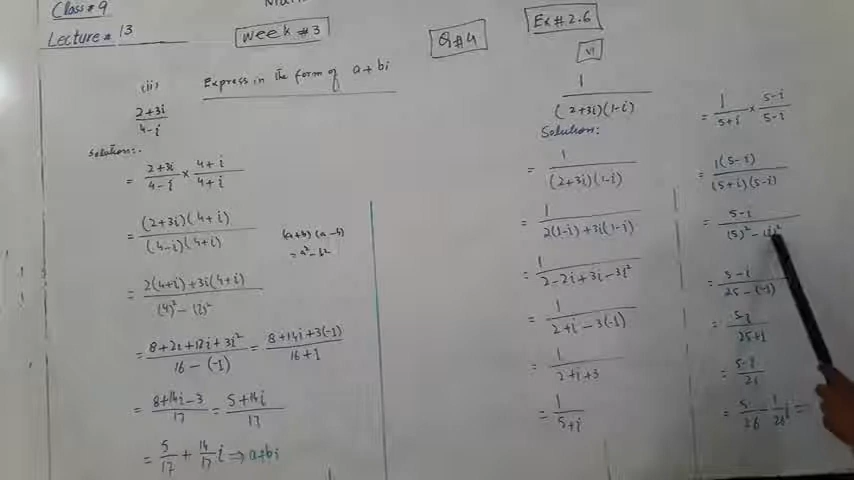 Class # 9
Lecture # 13
Week # 3
Q#4
Ex # 2.6
(ii)
Express in the form of a+bi
2+3i / 4-i
Solution:
= 2+3i / 4-i × 4+i / 4+i
= (2+3i)(4+i) / (4-i)(4+i)
(a+b)(a-b)
= a²-b²
= 2(4+i)+3i(4+i) / (4)²-(i)²
= 8+2i+12i+3i² / 16-(-1) = 8+14i+3(-1) / 16+1
= 8+14i-3 / 17 = 5+14i / 17
= 5/17 + 14/17 i ⇒ a+bi
vi
1 / (2+3i)(1-i)
Solution:
= 1 / (2+3i)(1-i)
= 1 / 2(1-i)+3i(1-i)
= 1 / 2-2i+3i-3i²
= 1 / 2+i-3(-1)
= 1 / 2+i+3
= 1 / 5+i
= 1 / 5+i × 5-i / 5-i
= 1(5-i) / (5+i)(5-i)
= 5-i / (5)²-(i)²
= 5-i / 25-(-1)
= 5-i / 25+1
= 5-i / 26
= 5/26 - 1/26 i =